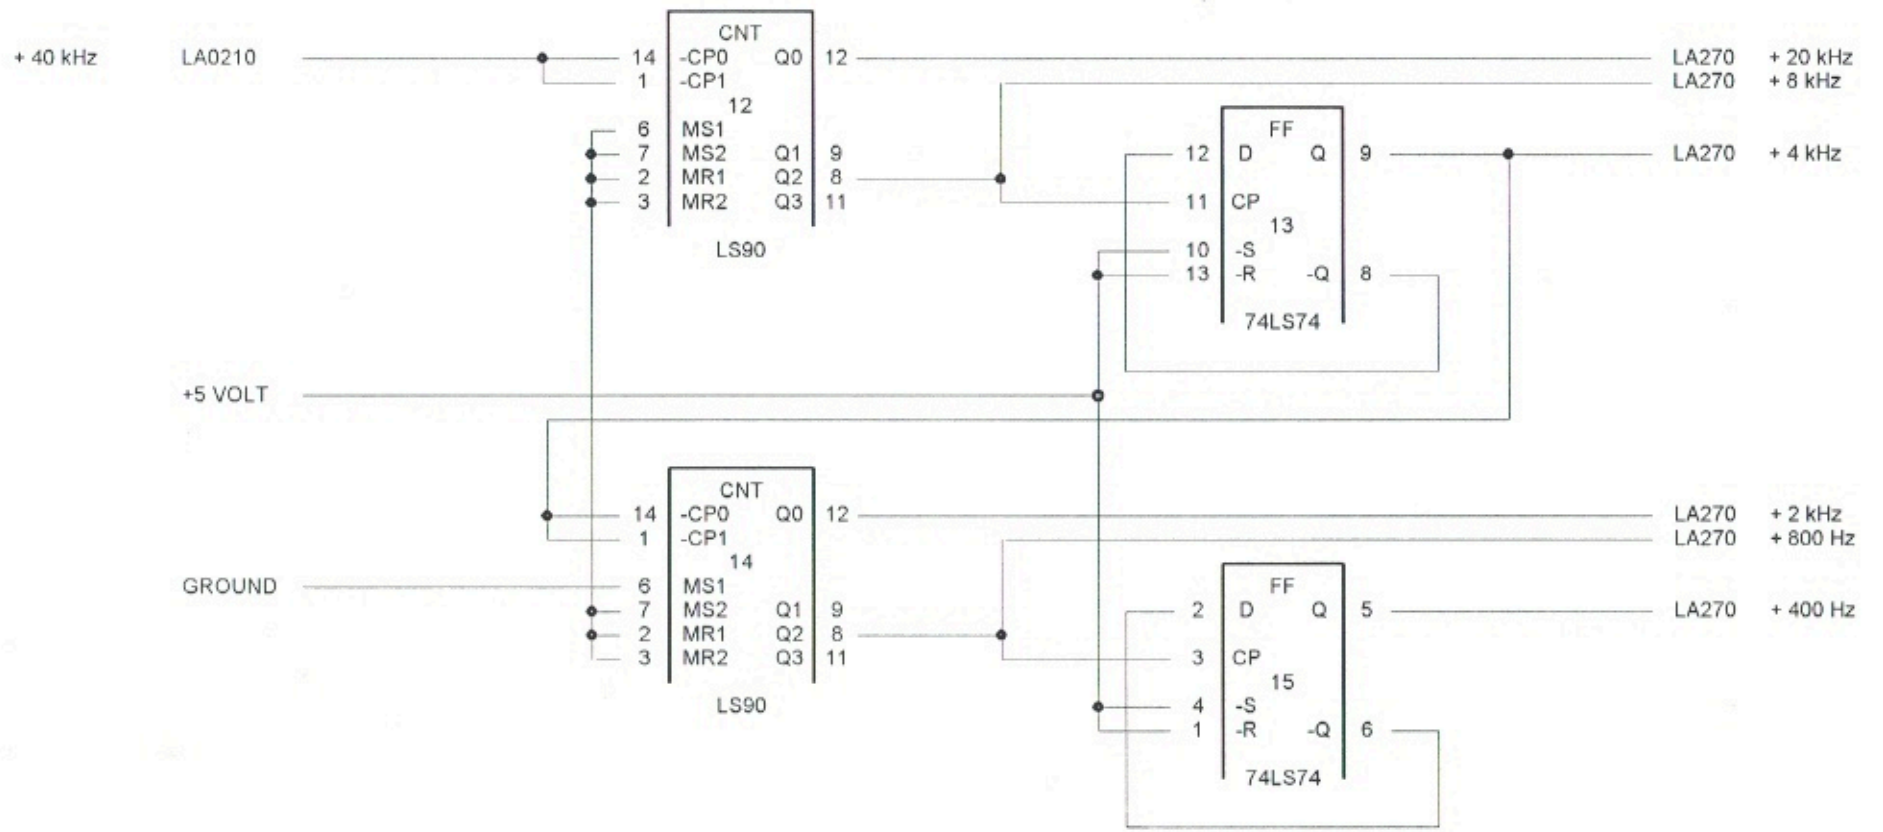 CNT
+ 40 kHz LA0210 14 -CP0 Q0 12 LA270 + 20 kHz
1 -CP1 LA270 + 8 kHz
12
FF
6 MS1
7 MS2 Q1 9 12 D Q 9 LA270 + 4 kHz
2 MR1 Q2 8
3 MR2 Q3 11 11 CP
13
LS90 10 -S
13 -R -Q 8
74LS74
+5 VOLT
CNT
14 -CP0 Q0 12 LA270 + 2 kHz
1 -CP1 LA270 + 800 Hz
14
GROUND 6 MS1 FF
7 MS2 Q1 9 2 D Q 5 LA270 + 400 Hz
2 MR1 Q2 8
3 MR2 Q3 11 3 CP
15
LS90 4 -S
1 -R -Q 6
74LS74